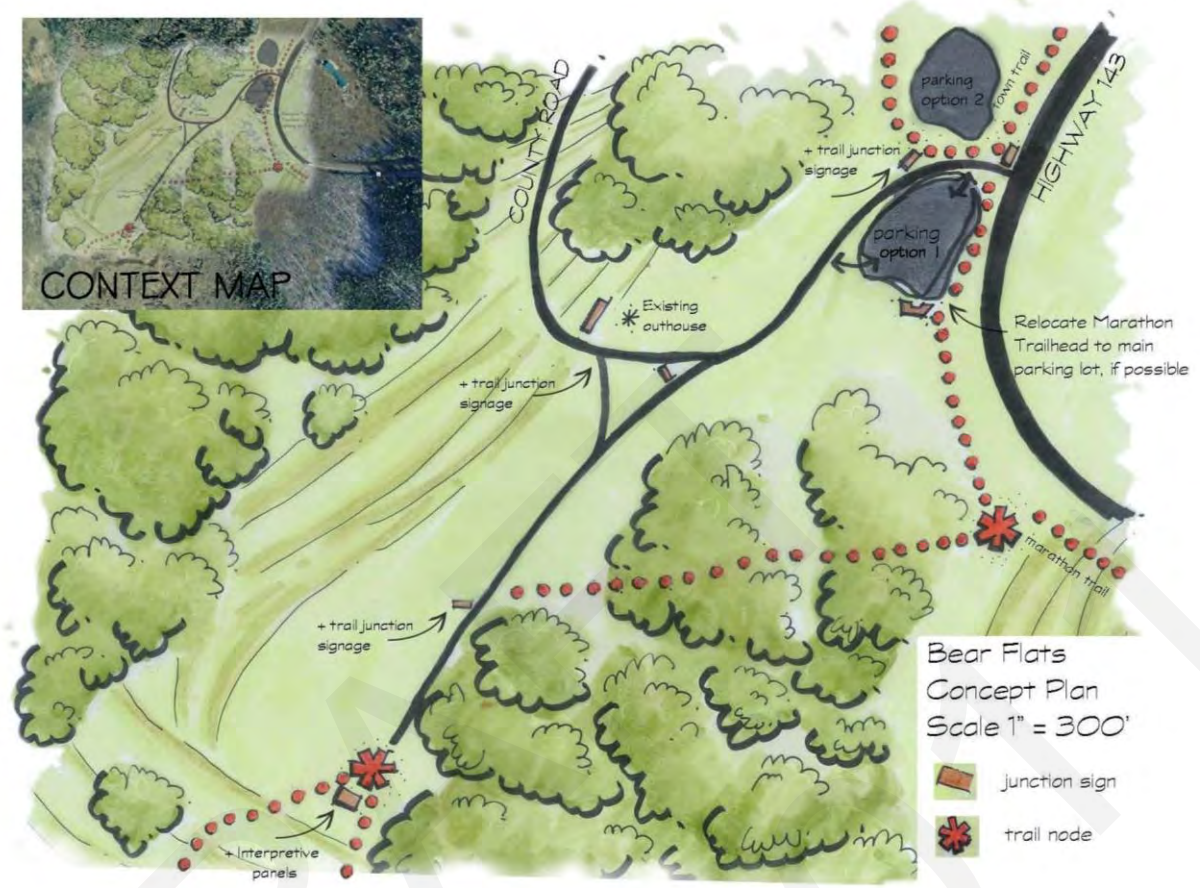 CONTEXT MAP
COUNTY ROAD
parking
option 2
town trail
HIGHWAY 143
+ trail junction
signage
parking
option 1
Existing
outhouse
Relocate Marathon
Trailhead to main
parking lot, if possible
+ trail junction
signage
marathon trail
+ trail junction
signage
Bear Flats
Concept Plan
Scale 1" = 300'
junction sign
trail node
+ Interpretive
panels